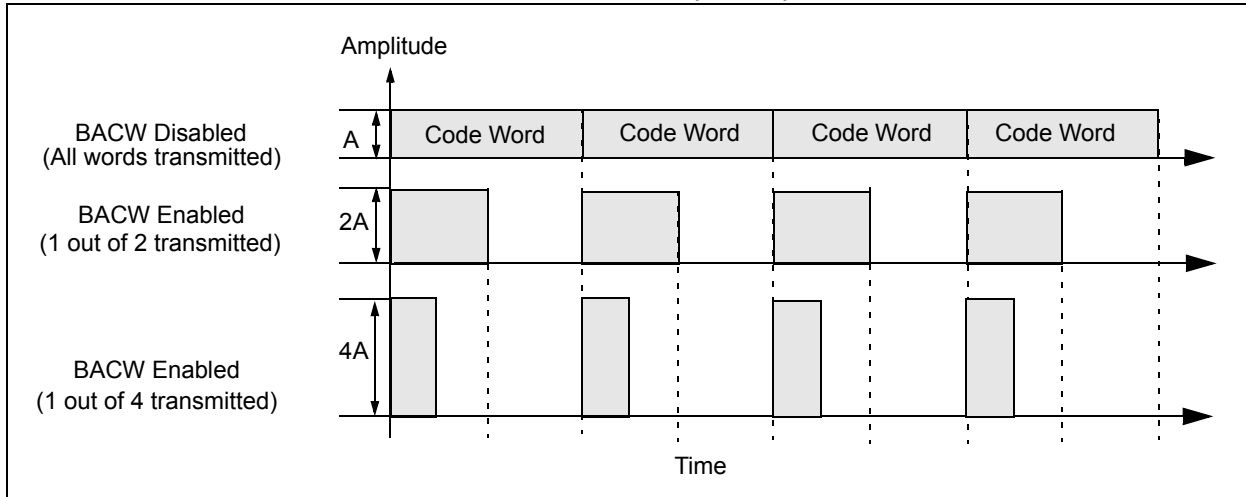 Amplitude
BACW Disabled
(All words transmitted)
A
Code Word
Code Word
Code Word
Code Word
BACW Enabled
(1 out of 2 transmitted)
2A
BACW Enabled
(1 out of 4 transmitted)
4A
Time